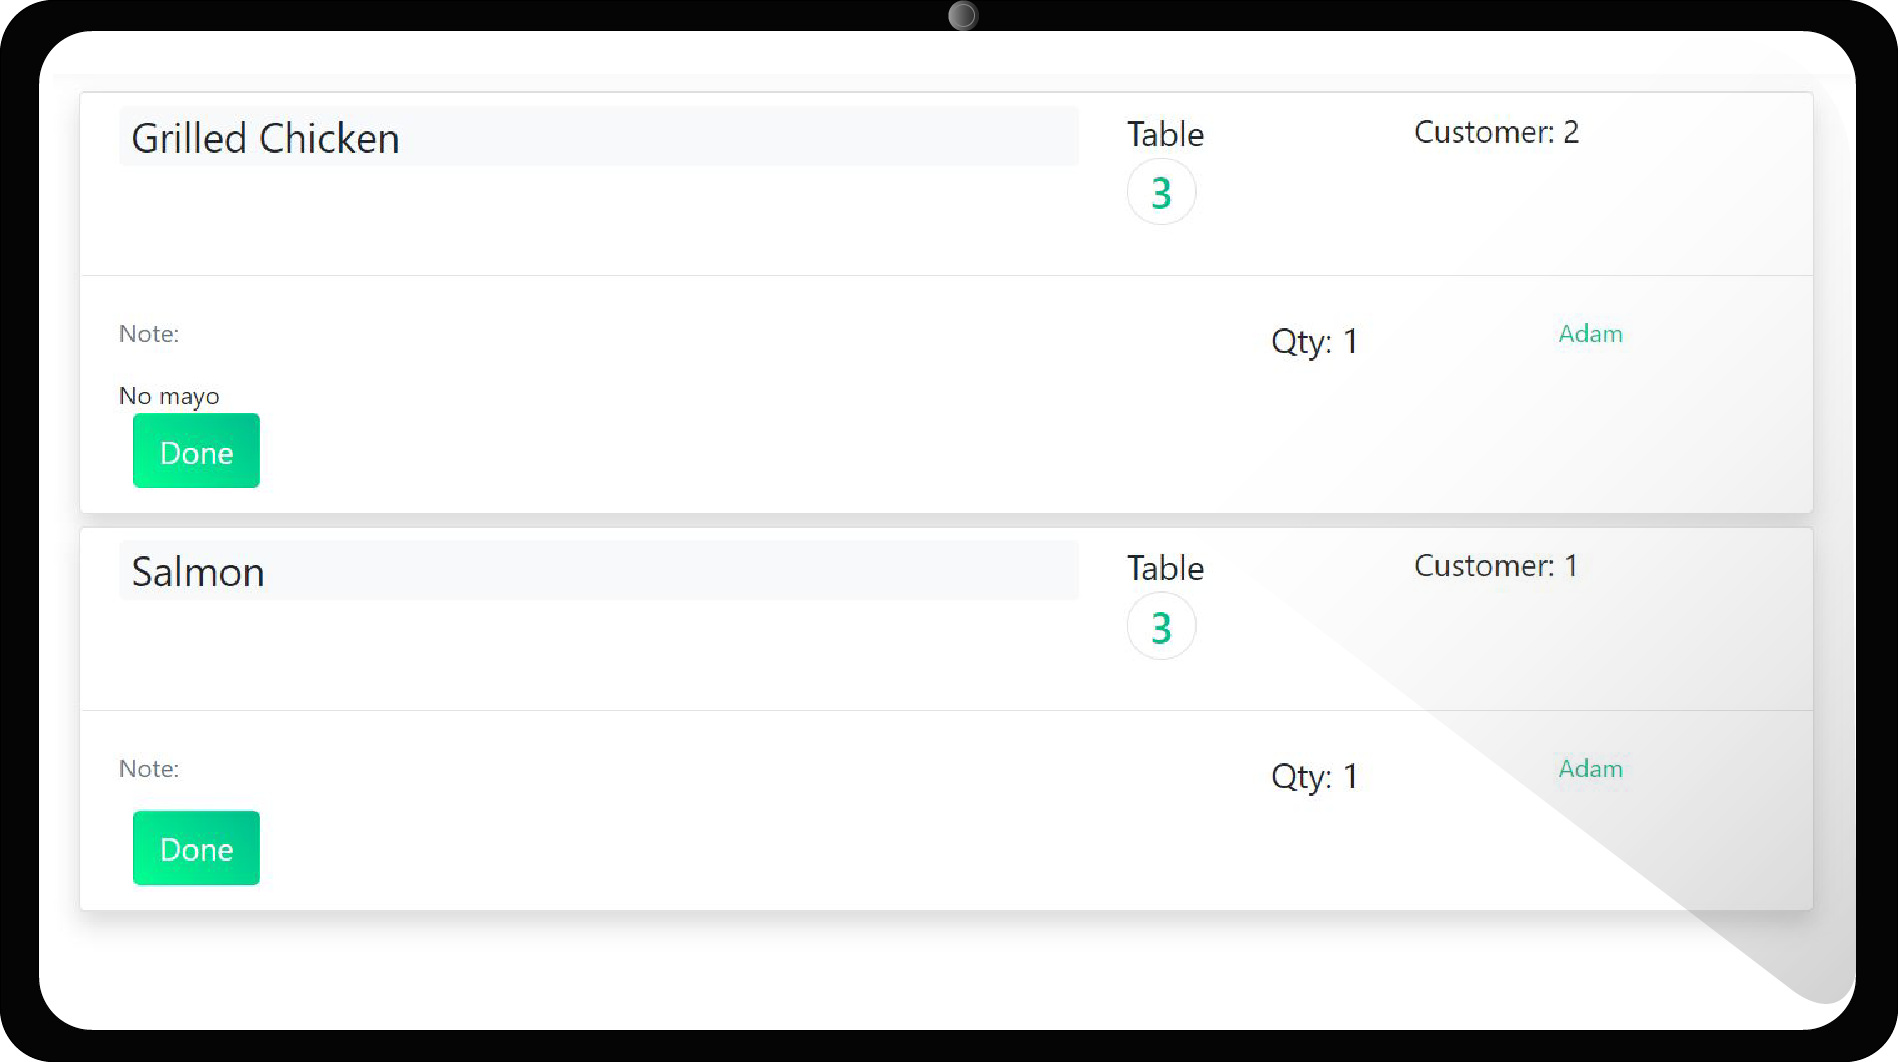 Grilled Chicken
Table
3
Customer: 2
Note:
Qty: 1
Adam
No mayo
Done
Salmon
Table
3
Customer: 1
Note:
Qty: 1
Adam
Done